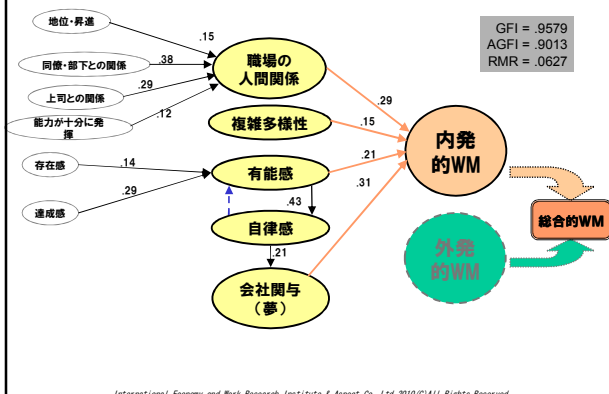 地位・昇進
.15
同僚・部下との関係
.38
上司との関係
.29
能力が十分に発
揮
.12
職場の
人間関係
複雑多様性
存在感
.14
有能感
達成感
.29
.43
自律感
.21
会社関与
（夢）
.29
.15
.21
.31
内発
的WM
外発
的WM
総合的WM
GFI = .9579
AGFI = .9013
RMR = .0627
International Economy and Work Research Institute & Aspect Co.,Ltd 2010(C)All Rights Reserved